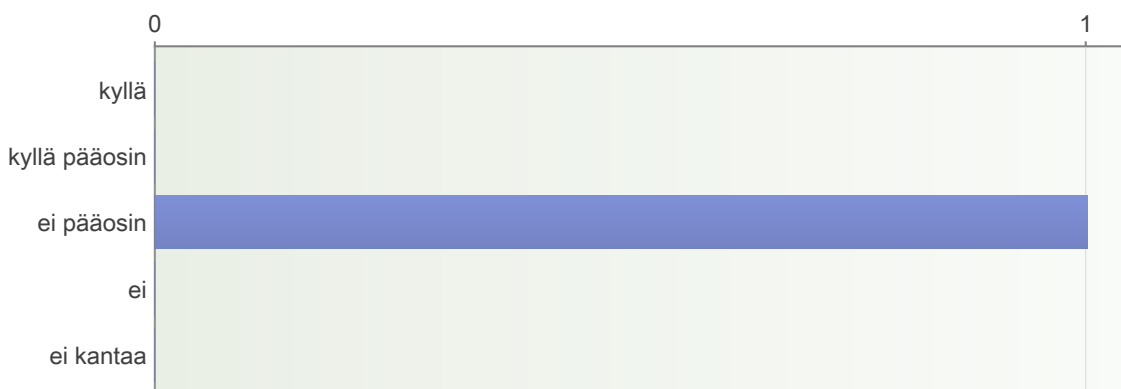 0 1
kyllä
kyllä pääosin
ei pääosin
ei
ei kantaa